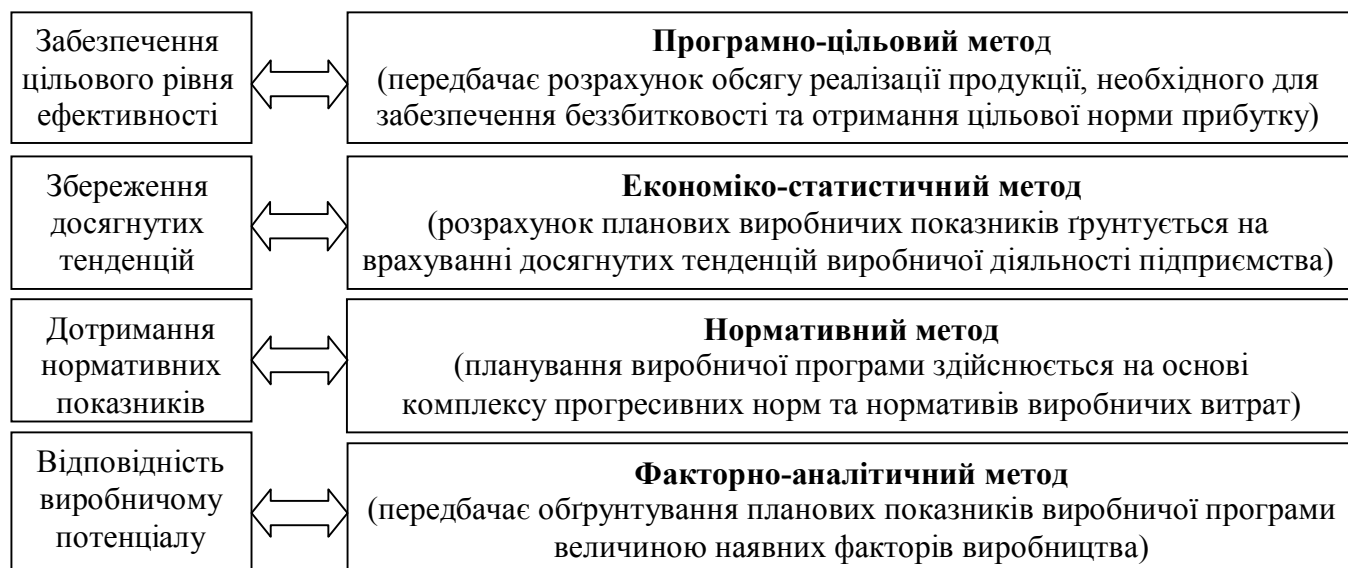 Забезпечення
цільового рівня
ефективності
Програмно-цільовий метод
(передбачає розрахунок обсягу реалізації продукції, необхідного для
забезпечення беззбитковості та отримання цільової норми прибутку)
Збереження
досягнутих
тенденцій
Економіко-статистичний метод
(розрахунок планових виробничих показників ґрунтується на
врахуванні досягнутих тенденцій виробничої діяльності підприємства)
Дотримання
нормативних
показників
Нормативний метод
(планування виробничої програми здійснюється на основі
комплексу прогресивних норм та нормативів виробничих витрат)
Відповідність
виробничому
потенціалу
Факторно-аналітичний метод
(передбачає обґрунтування планових показників виробничої програми
величиною наявних факторів виробництва)